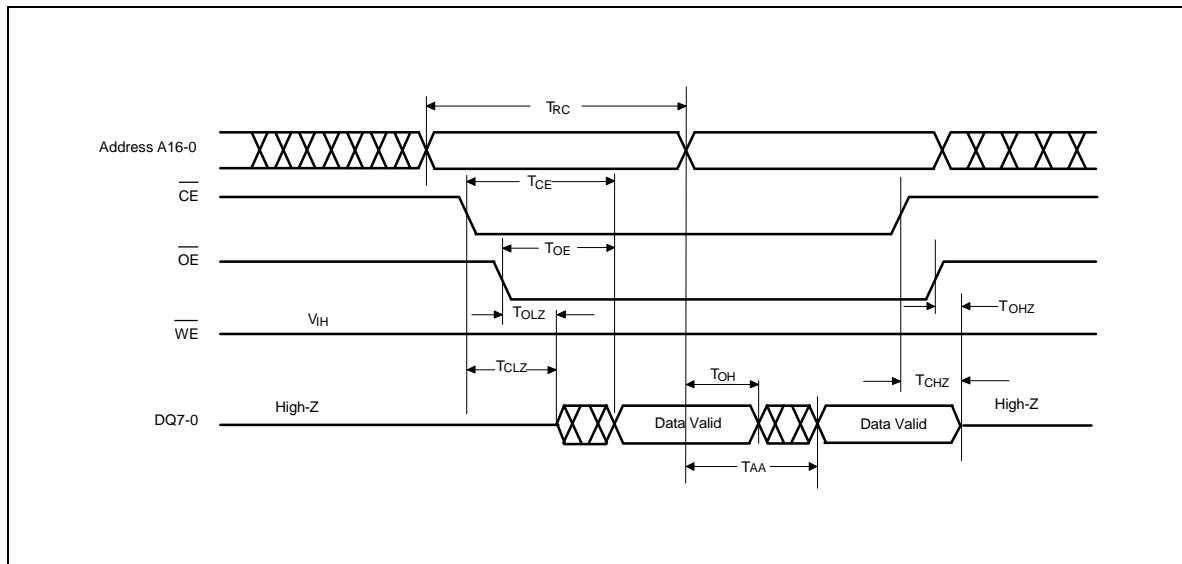 TRC
Address A16-0
TCE
CE
TOE
OE
TOLZ
TOHZ
VIH
WE
TCLZ
TOH
TCHZ
High-Z
High-Z
DQ7-0
Data Valid
Data Valid
TAA